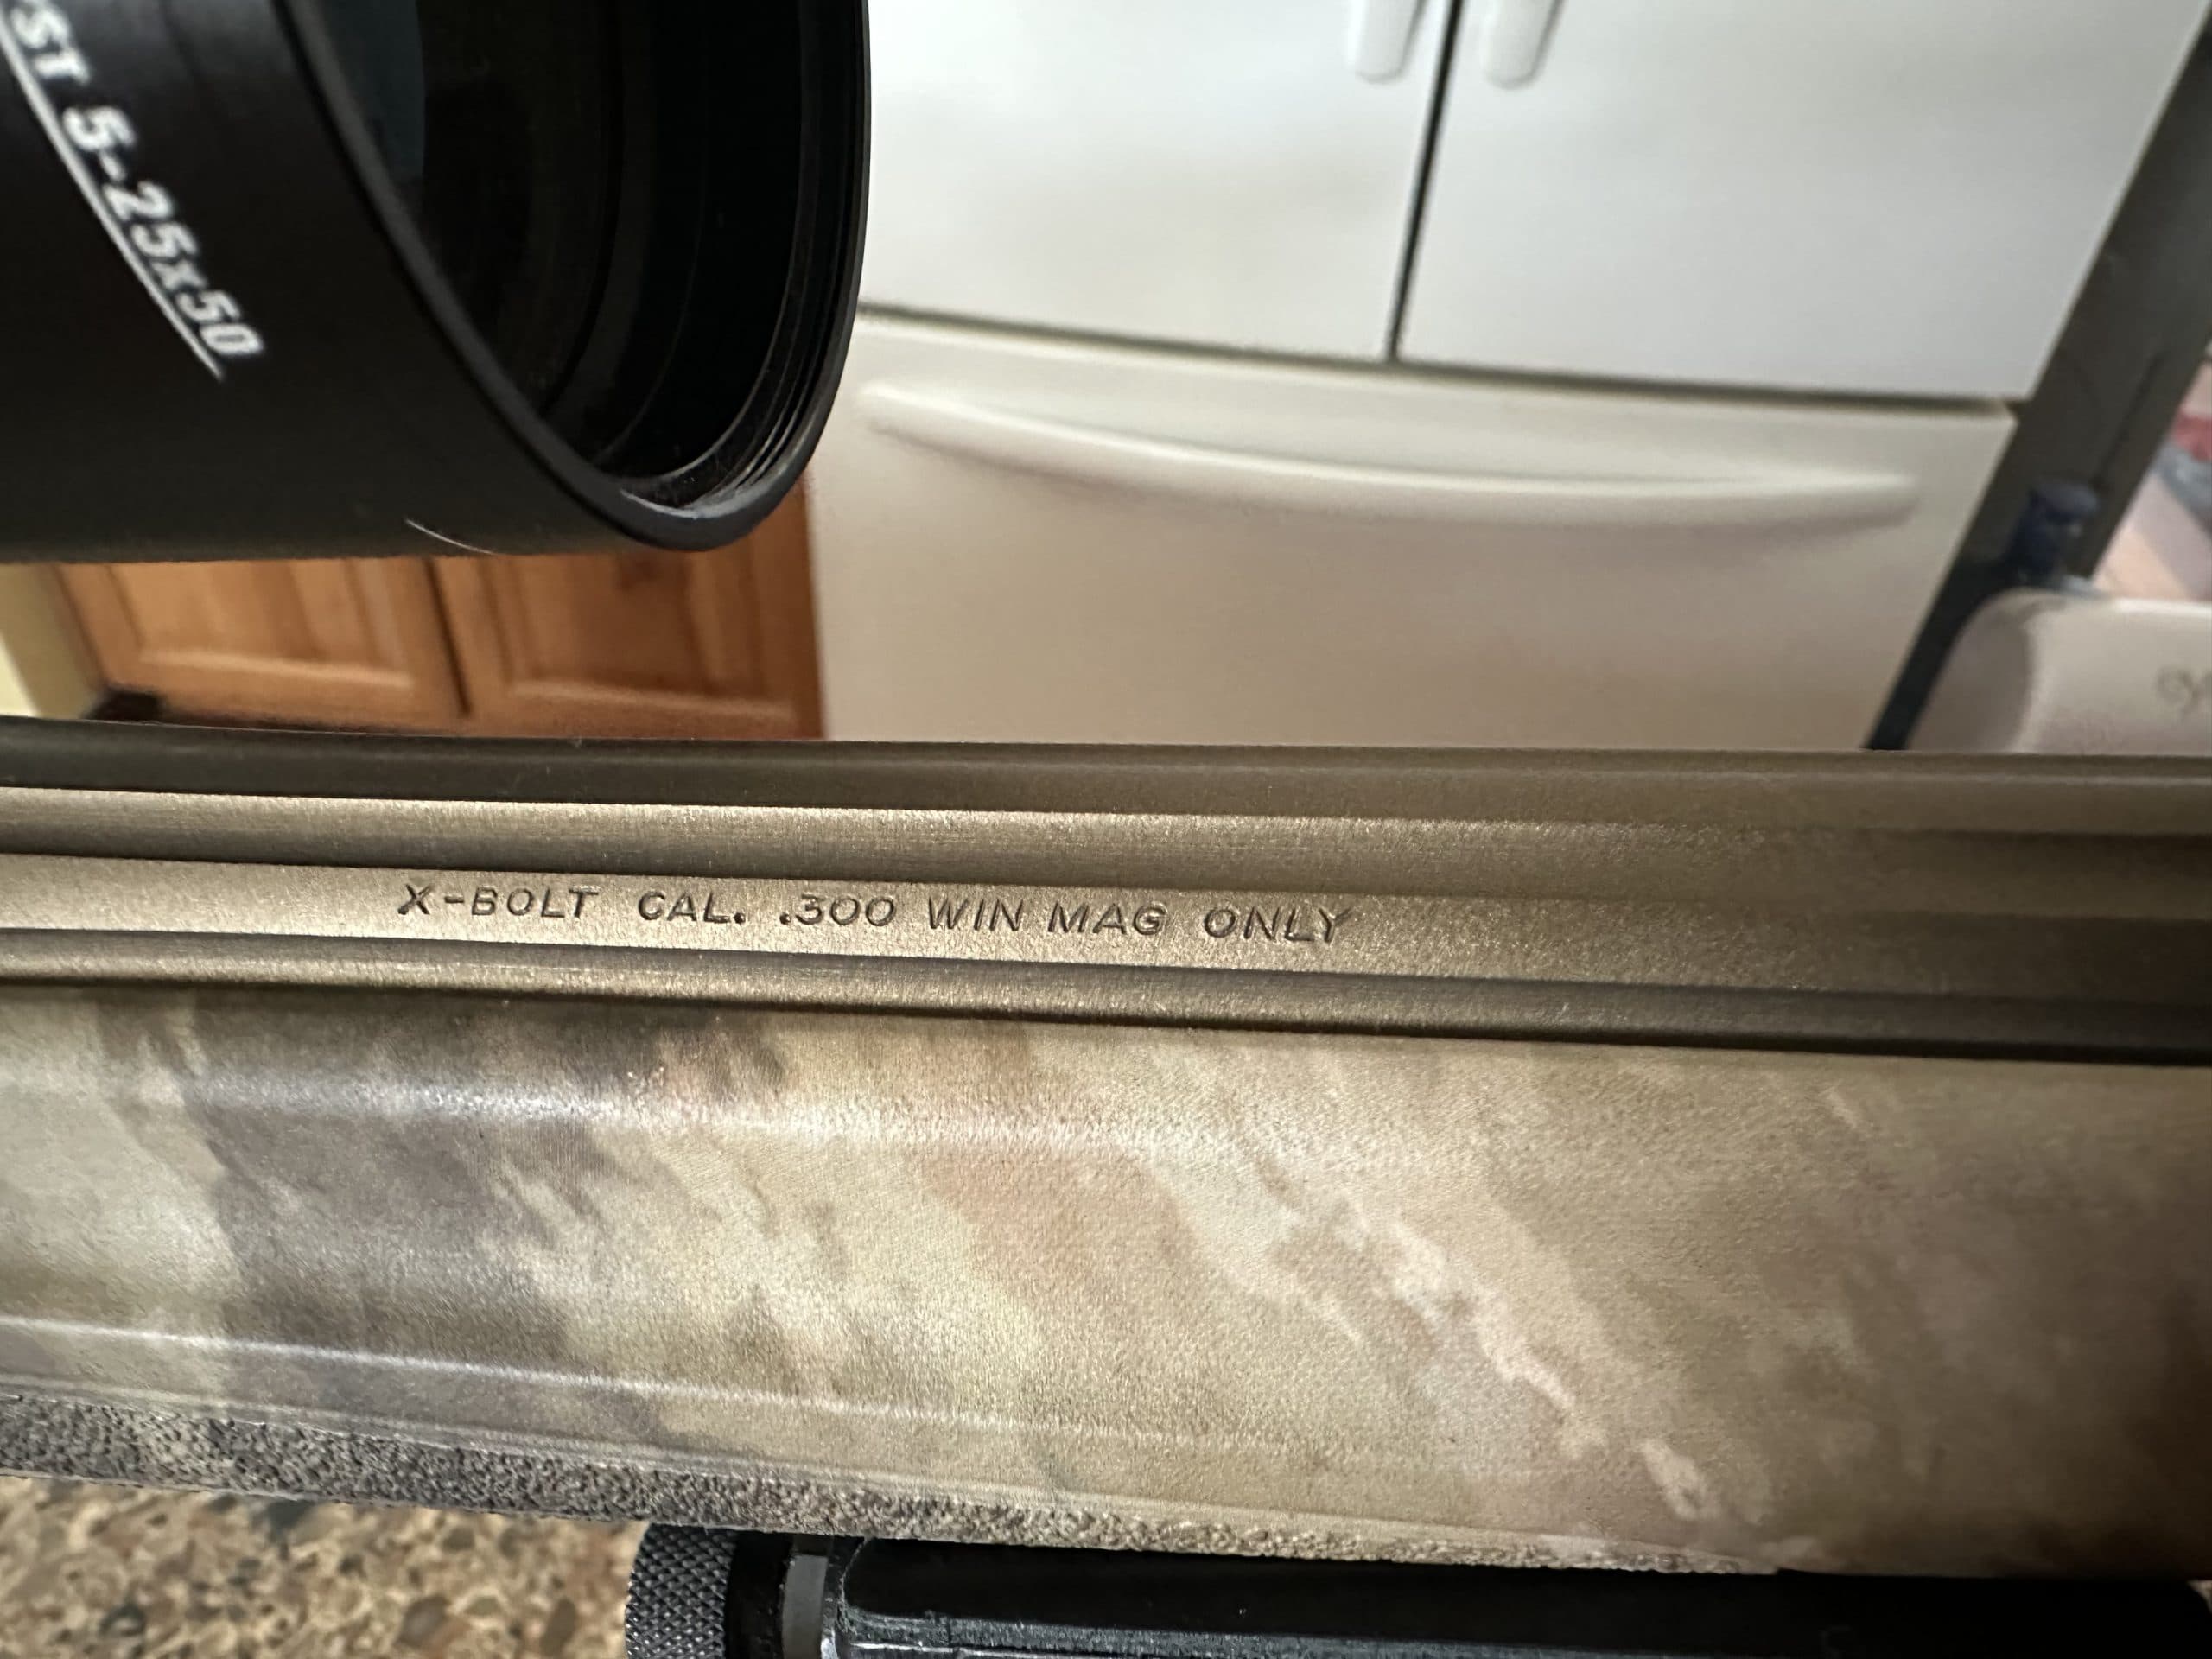 5-25x50
X-BOLT CAL. .300 WIN MAG ONLY